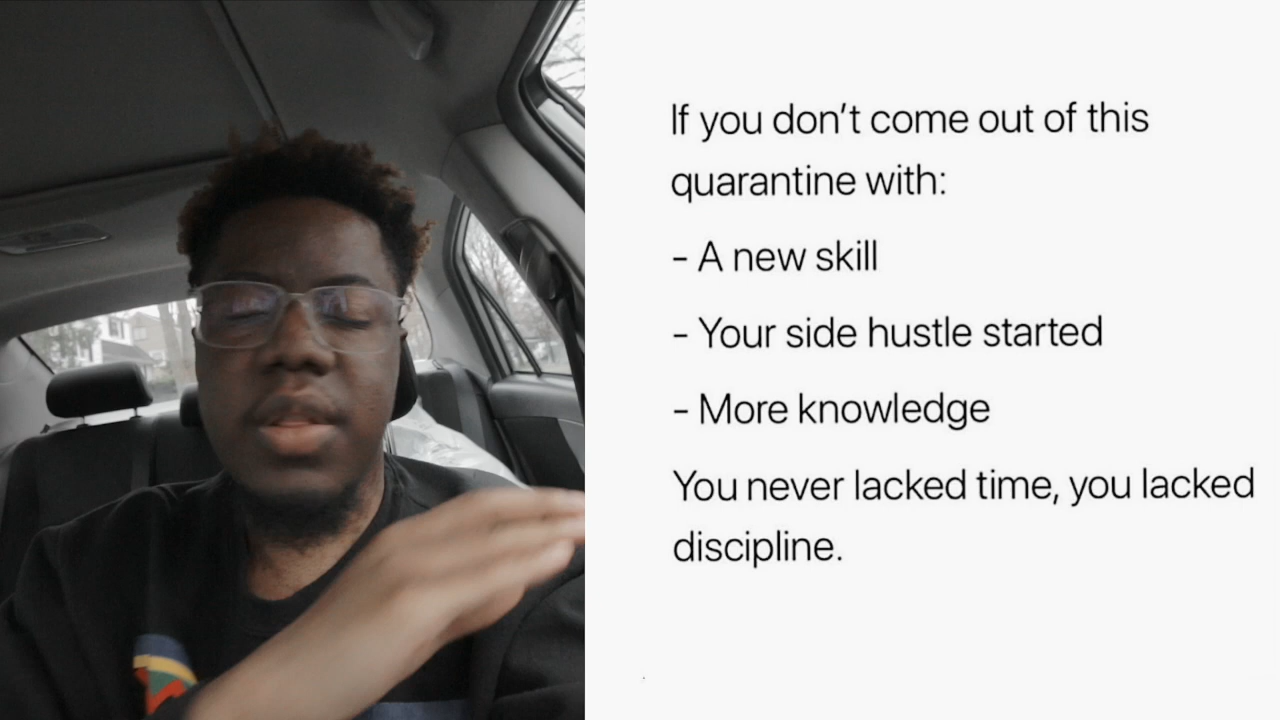 If you don’t come out of this
quarantine with:
- A new skill
- Your side hustle started
- More knowledge
You never lacked time, you lacked
discipline.